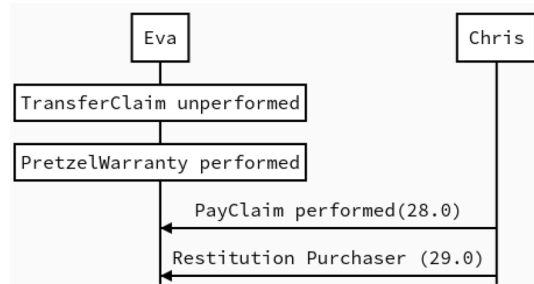 Eva
Chris
TransferClaim unperformed
PretzelWarranty performed
PayClaim performed(28.0)
Restitution Purchaser (29.0)